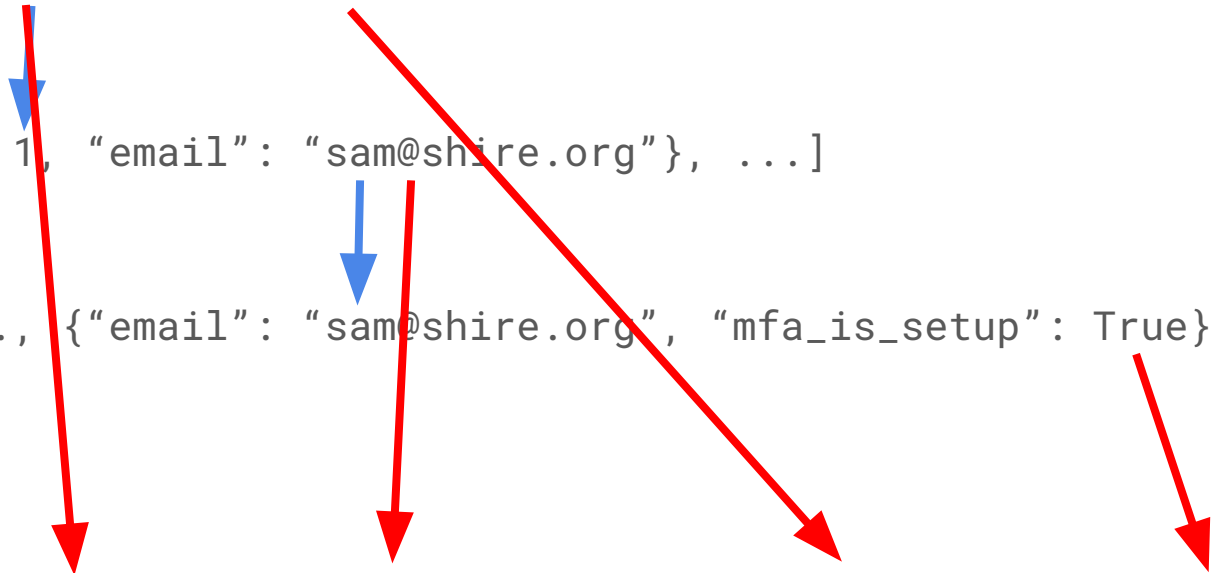 1, “email”: “sam@shire.org”}, ...]
., {“email”: “sam@shire.org”, “mfa_is_setup”: True}